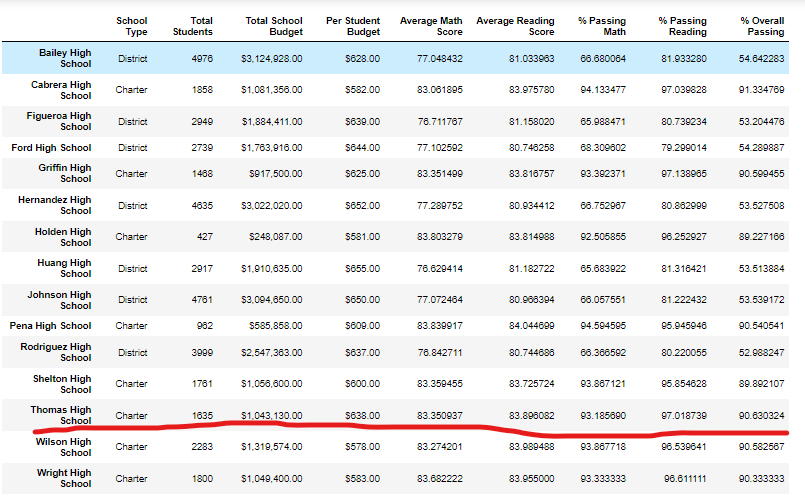 School Type Total Students Total School Budget Per Student Budget Average Math Score Average Reading Score % Passing Math % Passing Reading % Overall Passing
Bailey High School District 4976 $3,124,928.00 $628.00 77.048432 81.033963 66.680064 81.933280 54.642283
Cabrera High School Charter 1858 $1,081,356.00 $582.00 83.061895 83.975780 94.133477 97.039828 91.334769
Figueroa High School District 2949 $1,884,411.00 $639.00 76.711767 81.158020 65.988471 80.739234 53.204476
Ford High School District 2739 $1,763,916.00 $644.00 77.102592 80.746258 68.309602 79.299014 54.289887
Griffin High School Charter 1468 $917,500.00 $625.00 83.351499 83.816757 93.392371 97.138965 90.599455
Hernandez High School District 4635 $3,022,020.00 $652.00 77.289752 80.934412 66.752967 80.862999 53.527508
Holden High School Charter 427 $248,087.00 $581.00 83.803279 83.814988 92.505855 96.252927 89.227166
Huang High School District 2917 $1,910,635.00 $655.00 76.629414 81.182722 65.683922 81.316421 53.513884
Johnson High School District 4761 $3,094,650.00 $650.00 77.072464 80.966394 66.057551 81.222432 53.539172
Pena High School Charter 962 $585,858.00 $609.00 83.839917 84.044699 94.594595 95.945946 90.540541
Rodriguez High School District 3999 $2,547,363.00 $637.00 76.842711 80.744686 66.366592 80.220055 52.988247
Shelton High School Charter 1761 $1,056,600.00 $600.00 83.359455 83.725724 93.867121 95.854628 89.892107
Thomas High School Charter 1635 $1,043,130.00 $638.00 83.350937 83.896082 93.185690 97.018739 90.630324
Wilson High School Charter 2283 $1,319,574.00 $578.00 83.274201 83.989488 93.867718 96.539641 90.582567
Wright High School Charter 1800 $1,049,400.00 $583.00 83.682222 83.955000 93.333333 96.611111 90.333333